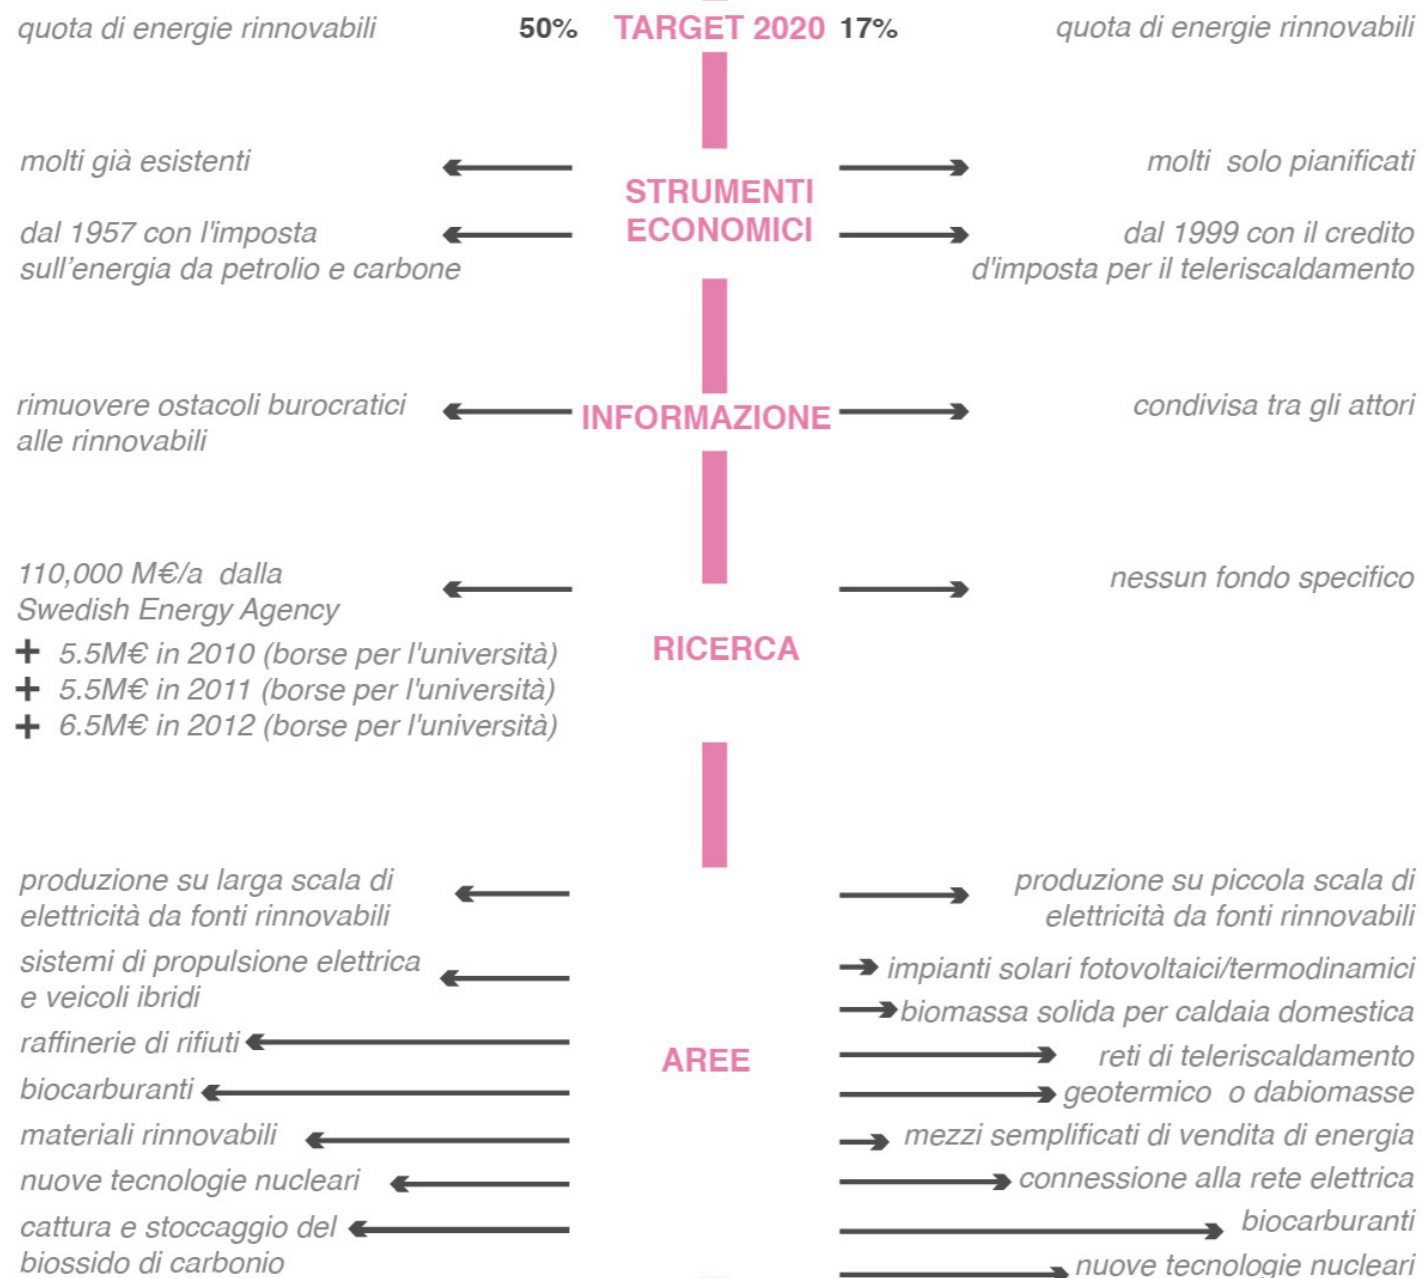 quota di energie rinnovabili 50% TARGET 2020 17% quota di energie rinnovabili
molti già esistenti
molti solo pianificati
STRUMENTI
ECONOMICI
dal 1957 con l'imposta
sull'energia da petrolio e carbone
dal 1999 con il credito
d'imposta per il teleriscaldamento
rimuovere ostacoli burocratici
alle rinnovabili
INFORMAZIONE
condivisa tra gli attori
110,000 M€/a dalla
Swedish Energy Agency
+ 5.5M€ in 2010 (borse per l'università)
+ 5.5M€ in 2011 (borse per l'università)
+ 6.5M€ in 2012 (borse per l'università)
RICERCA
nessun fondo specifico
produzione su larga scala di
elettricità da fonti rinnovabili
sistemi di propulsione elettrica
e veicoli ibridi
raffinerie di rifiuti
biocarburanti
materiali rinnovabili
nuove tecnologie nucleari
cattura e stoccaggio del
biossido di carbonio
AREE
produzione su piccola scala di
elettricità da fonti rinnovabili
impianti solari fotovoltaici/termodinamici
biomassa solida per caldaia domestica
reti di teleriscaldamento
geotermico o dabiomasse
mezzi semplificati di vendita di energia
connessione alla rete elettrica
biocarburanti
nuove tecnologie nucleari